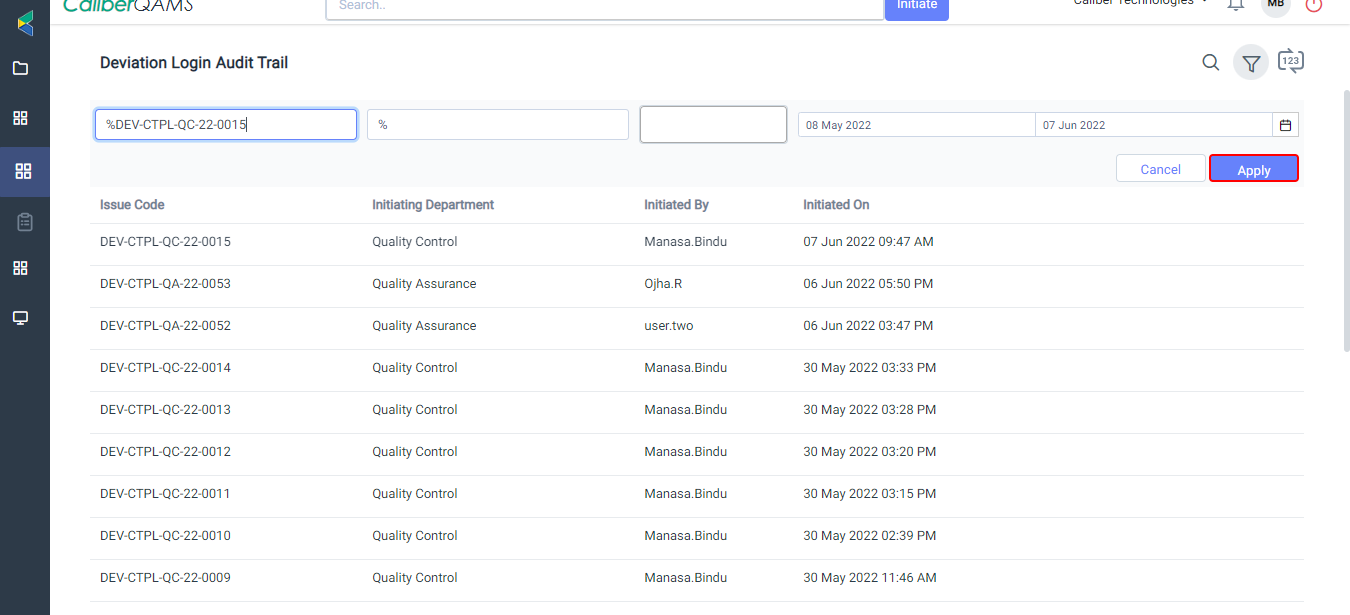 CaliberQAMS
Search..
Initiate
Caliber Technologies
MB
Deviation Login Audit Trail
123
%DEV-CTPL-QC-22-0015
%
08 May 2022
07 Jun 2022
Cancel
Apply
Issue Code Initiating Department Initiated By Initiated On
DEV-CTPL-QC-22-0015 Quality Control Manasa.Bindu 07 Jun 2022 09:47 AM
DEV-CTPL-QA-22-0053 Quality Assurance Ojha.R 06 Jun 2022 05:50 PM
DEV-CTPL-QA-22-0052 Quality Assurance user.two 06 Jun 2022 03:47 PM
DEV-CTPL-QC-22-0014 Quality Control Manasa.Bindu 30 May 2022 03:33 PM
DEV-CTPL-QC-22-0013 Quality Control Manasa.Bindu 30 May 2022 03:28 PM
DEV-CTPL-QC-22-0012 Quality Control Manasa.Bindu 30 May 2022 03:20 PM
DEV-CTPL-QC-22-0011 Quality Control Manasa.Bindu 30 May 2022 03:15 PM
DEV-CTPL-QC-22-0010 Quality Control Manasa.Bindu 30 May 2022 02:39 PM
DEV-CTPL-QC-22-0009 Quality Control Manasa.Bindu 30 May 2022 11:46 AM